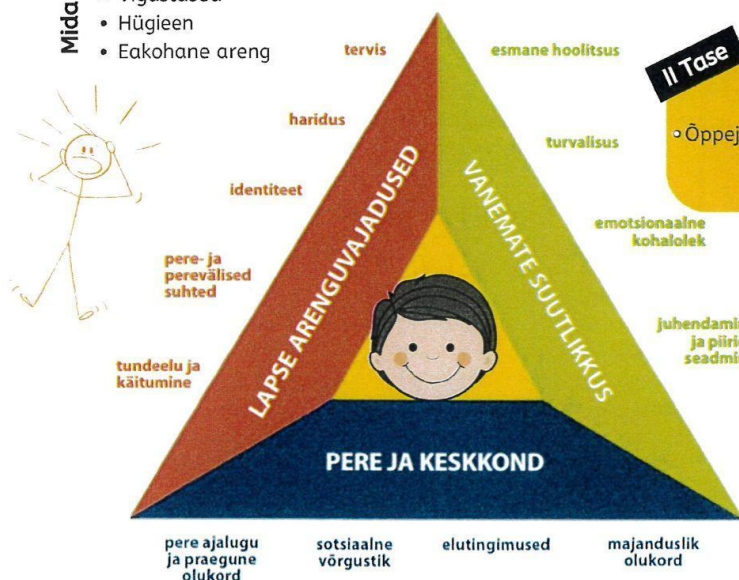 Mida
• Hügieen
• Eakohane areng
tervis
haridus
identiteet
pere- ja
perevälised
suhted
tundeelu ja
käitumine
LAPSE ARENGUVAJADUSED
esmane hoolitsus
turvalisus
emotsionaalne
kohalolek
ja
VANEMATE SUUTLIKKUS
II Tase
PERE JA KESKKOND
pere ajalugu
ja praegune
olukord
sotsiaalne
võrgustik
elutingimused
majanduslik
olukord